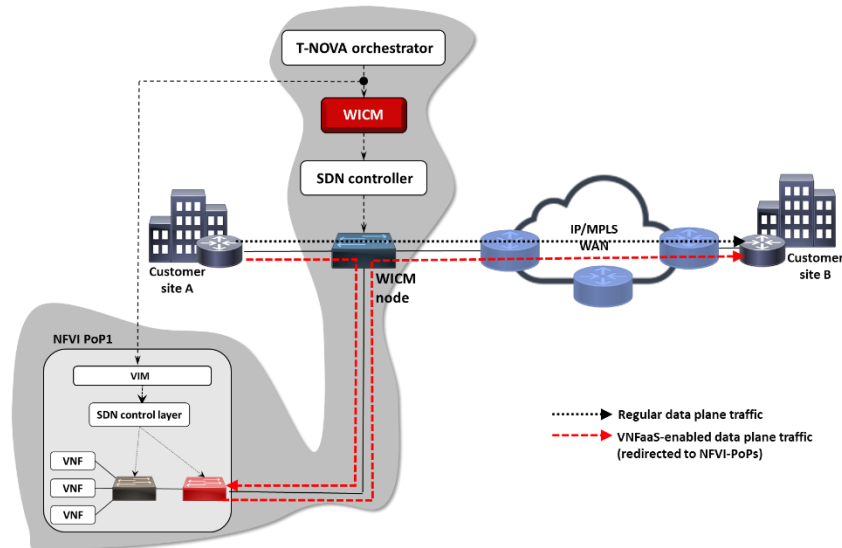 T-NOVA orchestrator
WICM
SDN controller
IP/MPLS
WAN
Customer
site A
WICM
node
Customer
site B
NFVI PoP1
VIM
SDN control layer
VNF
VNF
VNF
Regular data plane traffic
VNFaaS-enabled data plane traffic
(redirected to NFVI-PoPs)